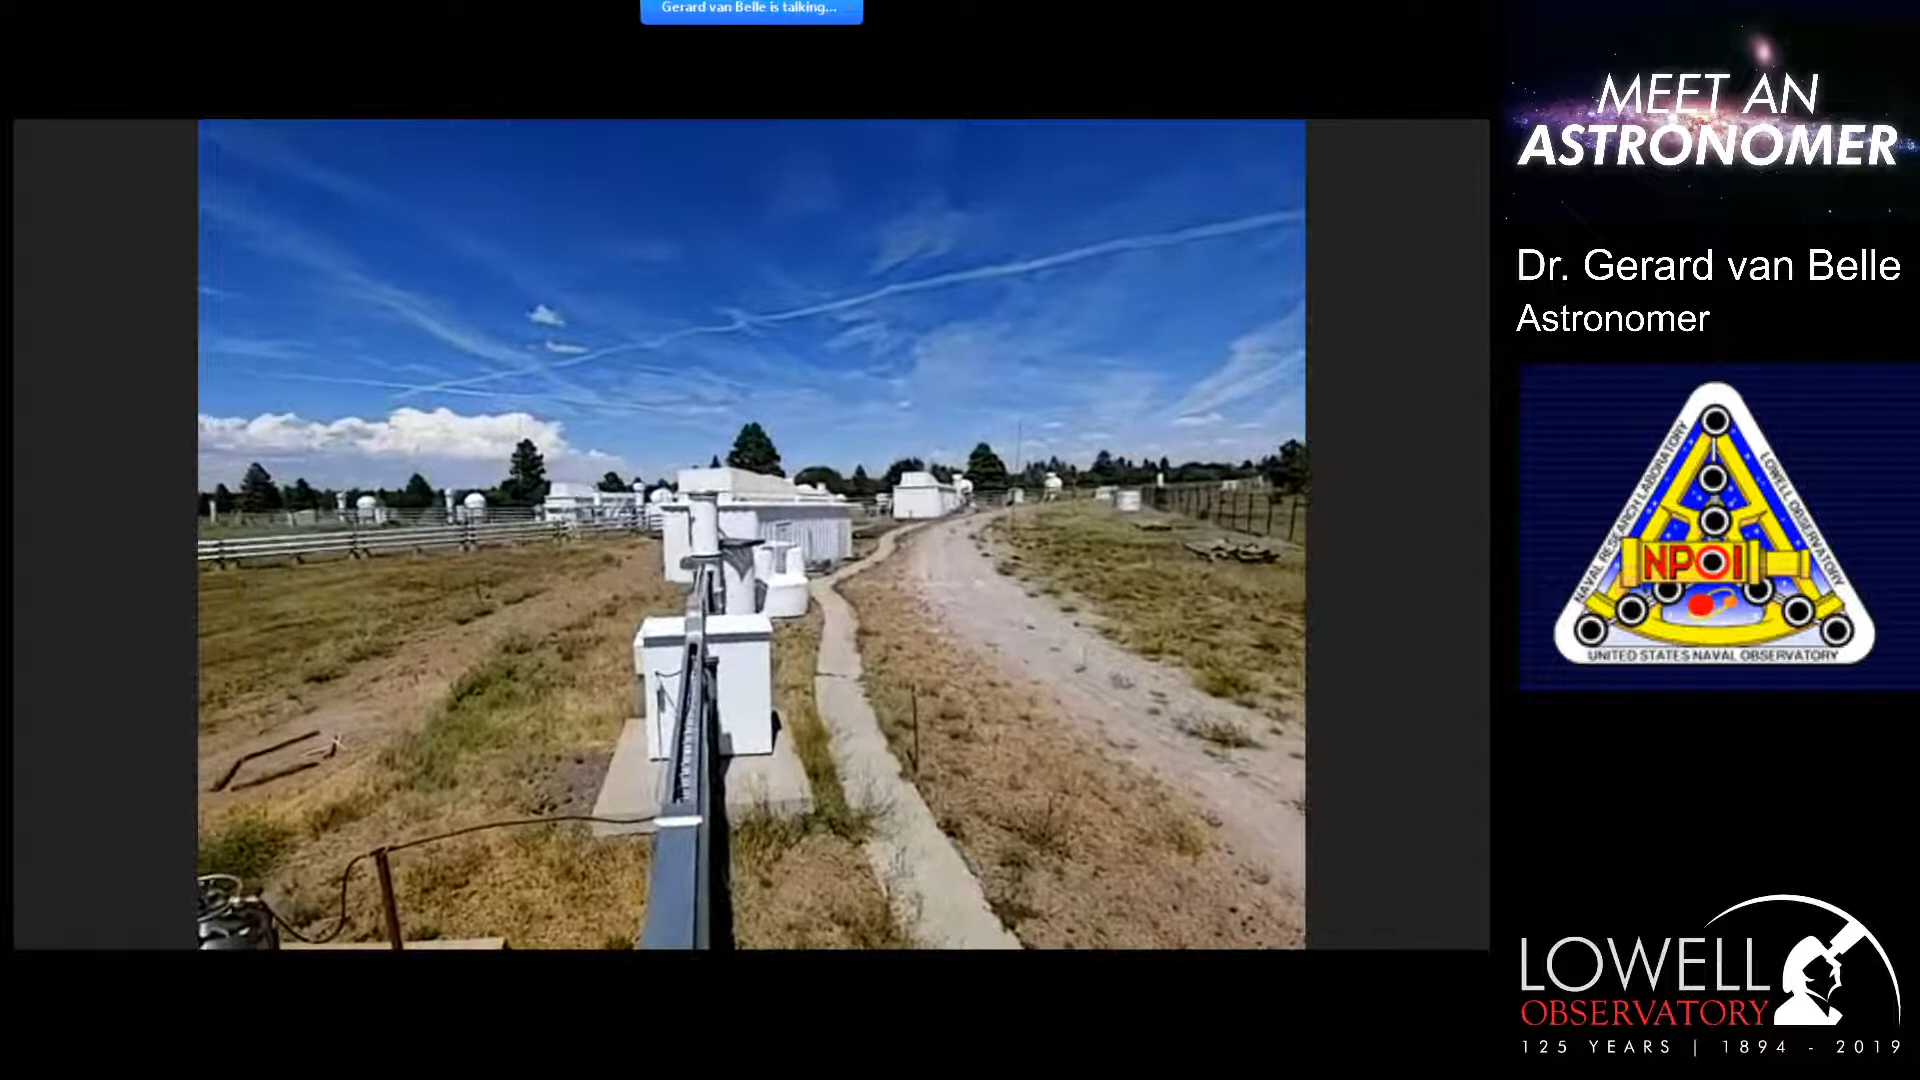 Gerard van Belle is talking...
MEET AN
ASTRONOMER
Dr. Gerard van Belle
Astronomer
NAVAL RESEARCH LABORATORY
LOWELL OBSERVATORY
NPOI
UNITED STATES NAVAL OBSERVATORY
LOWELL
OBSERVATORY
125 YEARS | 1894 - 2019